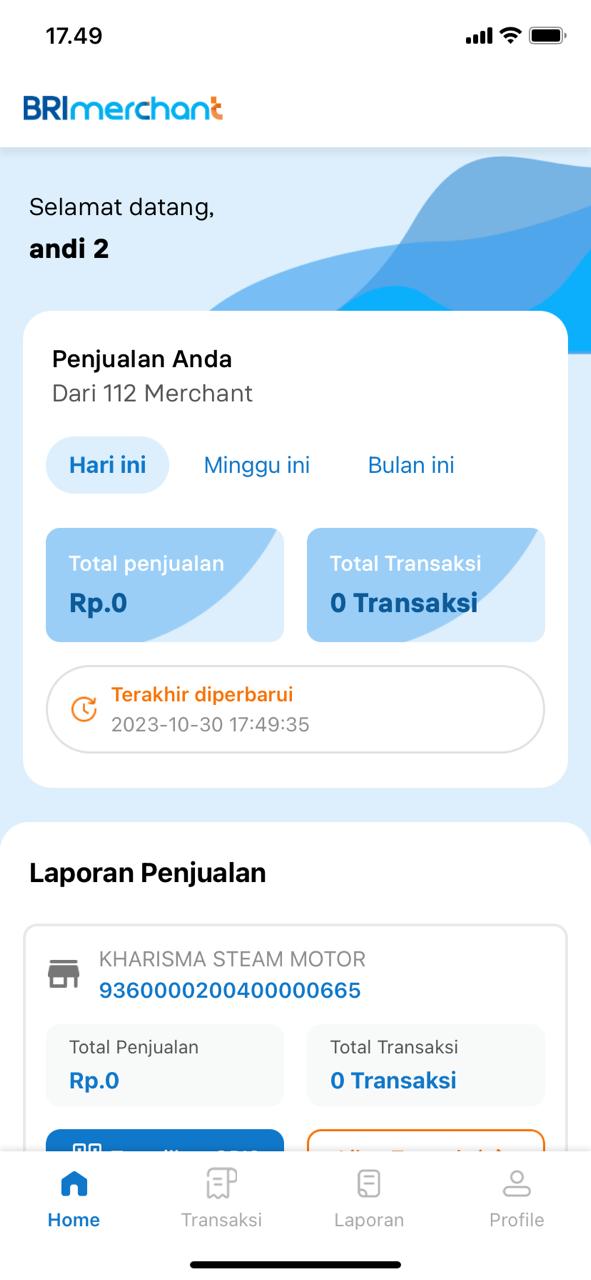 17.49
BRImerchant
Selamat datang,
andi 2
Penjualan Anda
Dari 112 Merchant
Hari ini
Minggu ini
Bulan ini
Total penjualan
Rp.0
Total Transaksi
0 Transaksi
Terakhir diperbarui
2023-10-30 17:49:35
Laporan Penjualan
KHARISMA STEAM MOTOR
9360000200400000665
Total Penjualan
Rp.0
Total Transaksi
0 Transaksi
Home
Transaksi
Laporan
Profile